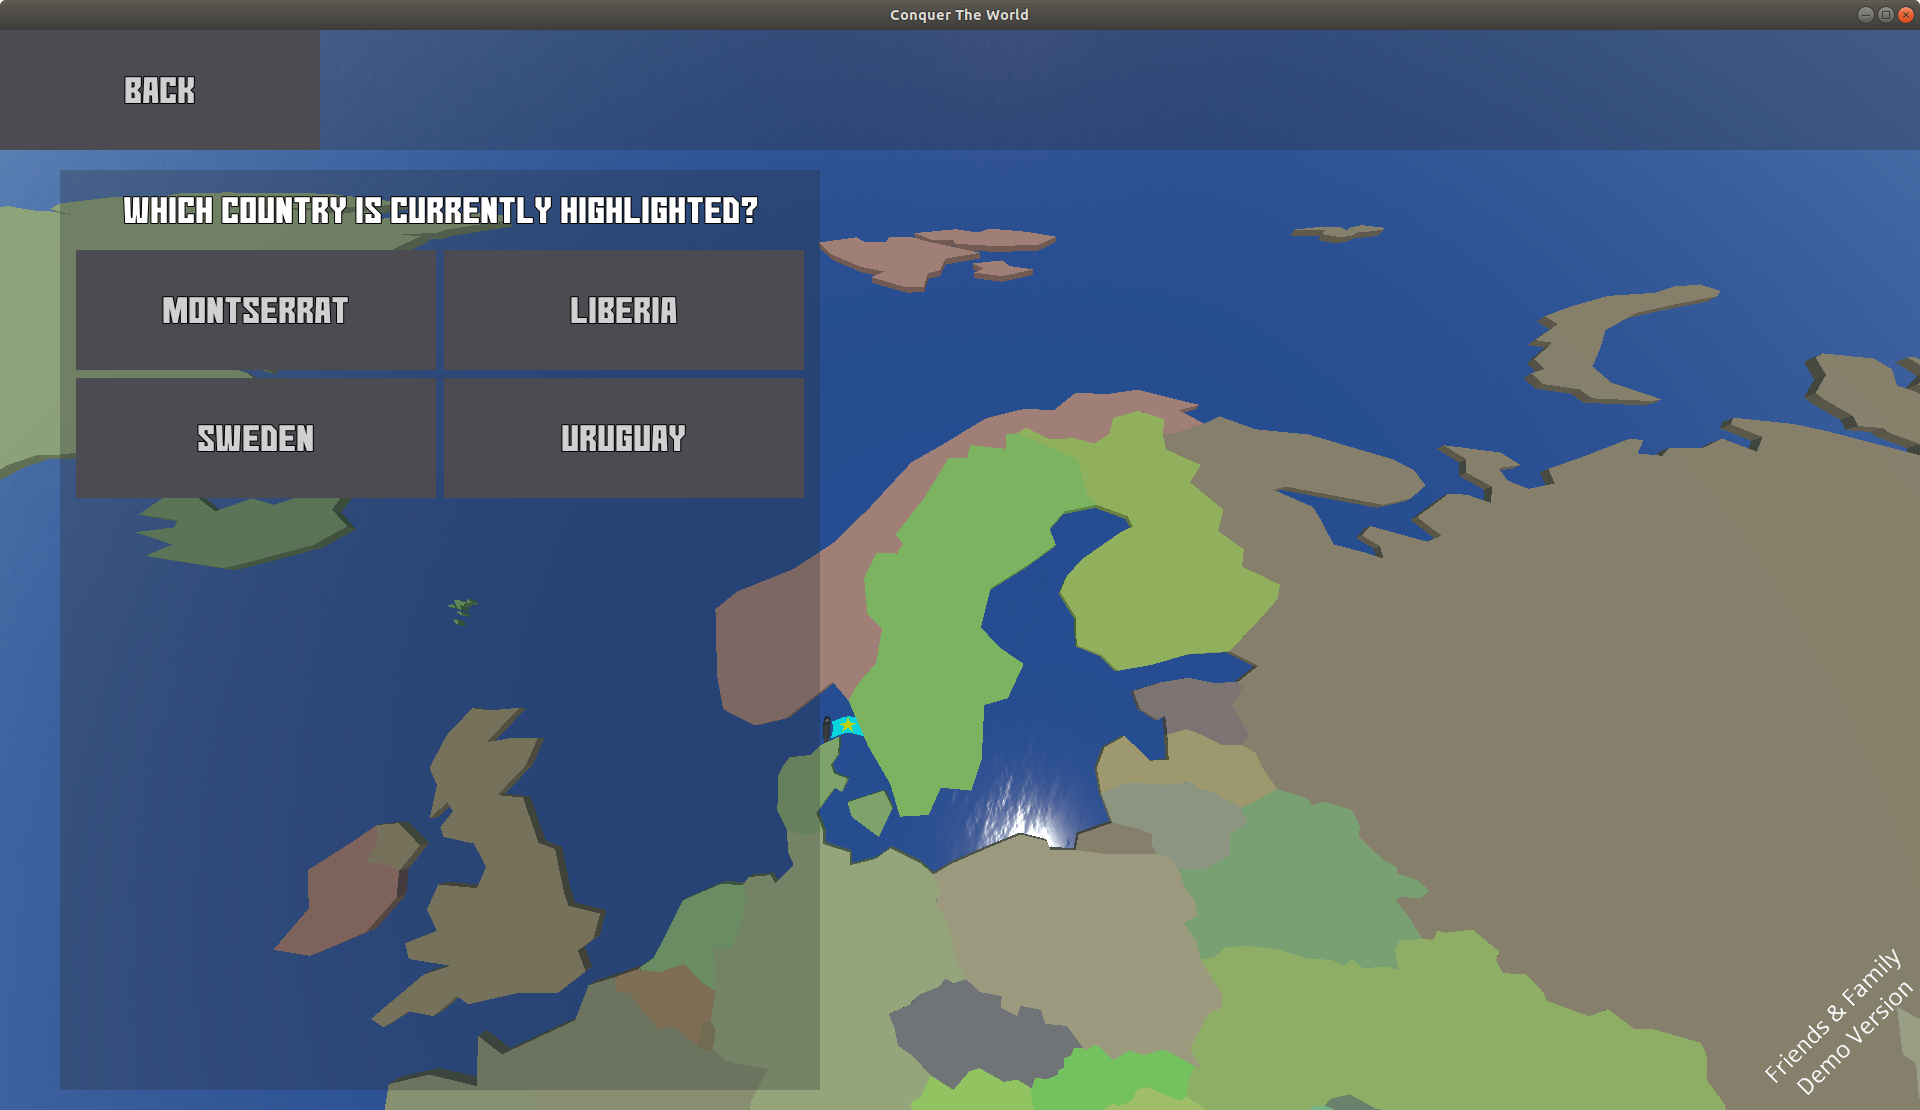 Conquer The World
BACK
WHICH COUNTRY IS CURRENTLY HIGHLIGHTED?
MONTSERRAT
LIBERIA
SWEDEN
URUGUAY
Friends & Family
Demo Version